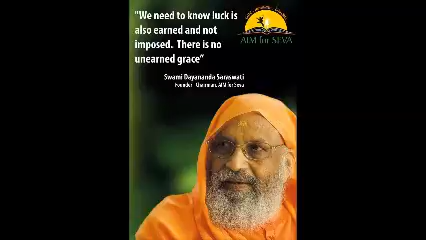 "We need to know luck is
also earned and not
imposed. There is no
unearned grace"
Swami Dayananda Saraswati
Founder Chairman, AIM for Seva
AIM for SEVA